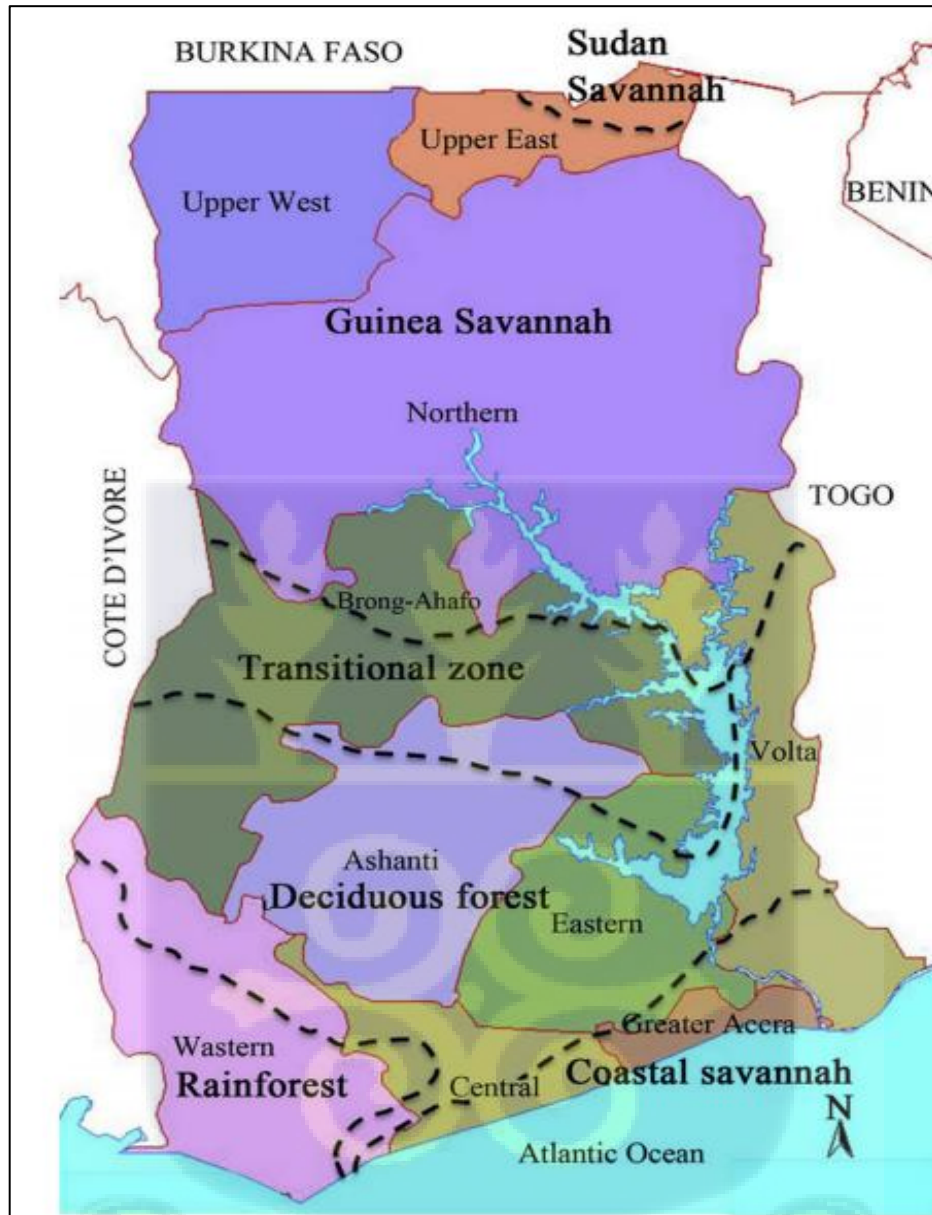 BURKINA FASO
Sudan
Savannah
Upper East
BENIN
Upper West
Guinea Savannah
Northern
TOGO
COTE D'IVORE
Brong-Ahafo
Transitional zone
Volta
Ashanti
Deciduous forest
Eastern
Greater Accra
Wastern
Rainforest
Central
Coastal savannah
N
Atlantic Ocean